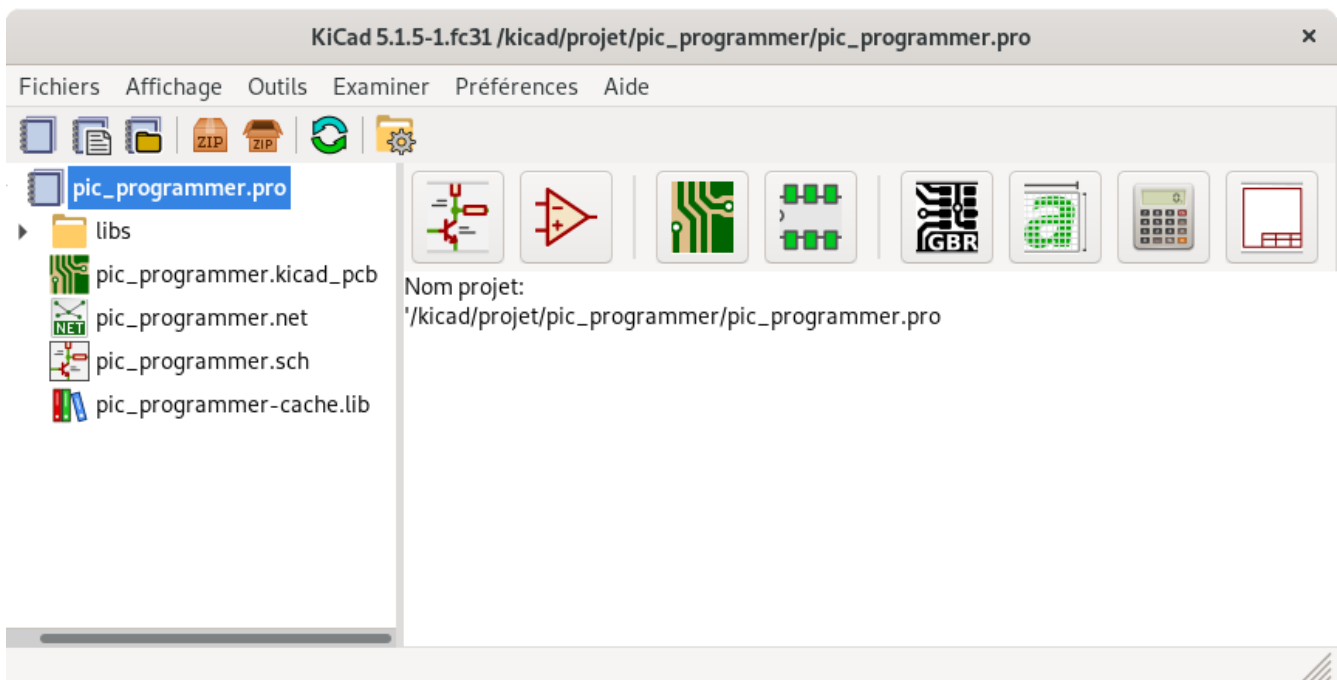 KiCad 5.1.5-1.fc31 /kicad/projet/pic_programmer/pic_programmer.pro
Fichiers Affichage Outils Examiner Préférences Aide
ZIP ZIP
pic_programmer.pro
libs
pic_programmer.kicad_pcb
NET pic_programmer.net
pic_programmer.sch
pic_programmer-cache.lib
GBR a 0.
Nom projet:
'/kicad/projet/pic_programmer/pic_programmer.pro